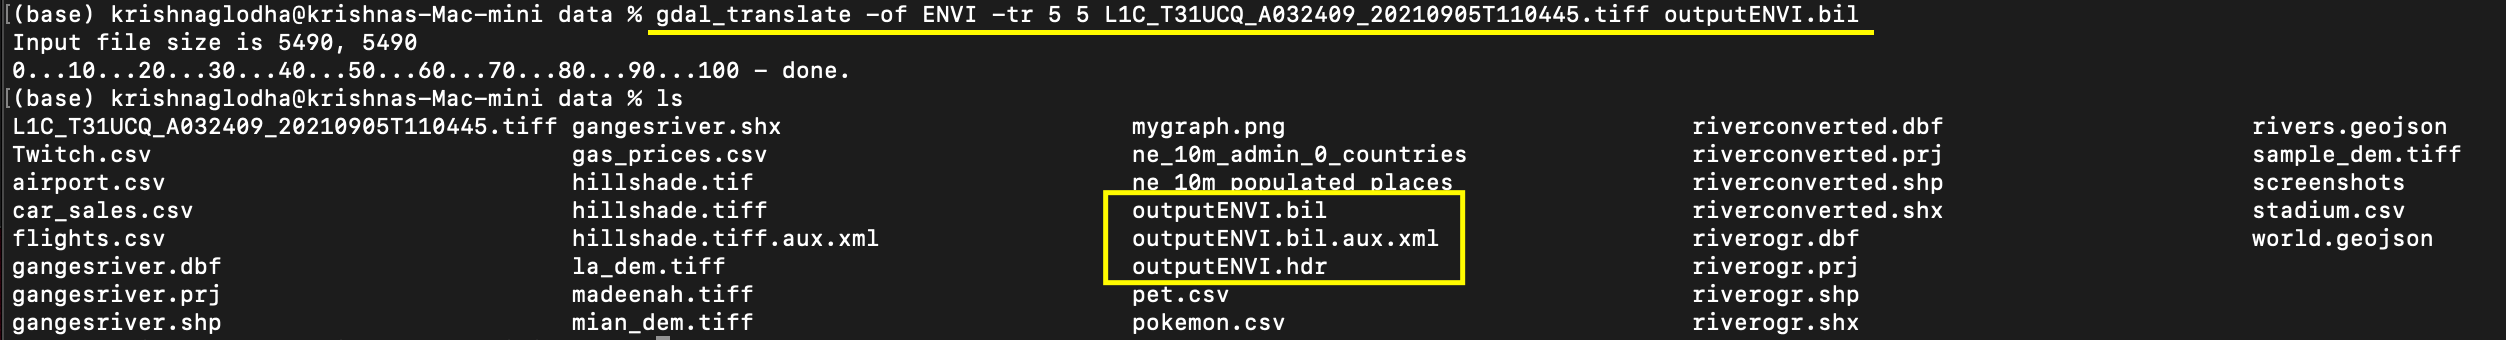 (base) krishnaglodha@krishnas-Mac-mini data % gdal_translate -of ENVI -tr 5 5 L1C_T31UCQ_A032409_20210905T110445.tiff outputENVI.bil
Input file size is 5490, 5490
0...10...20...30...40...50...60...70...80...90...100 - done.
(base) krishnaglodha@krishnas-Mac-mini data % ls
L1C_T31UCQ_A032409_20210905T110445.tiff gangesriver.shx mygraph.png riverconverted.dbf rivers.geojson
Twitch.csv gas_prices.csv ne_10m_admin_0_countries riverconverted.prj sample_dem.tiff
airport.csv hillshade.tif ne_10m_populated_places riverconverted.shp screenshots
car_sales.csv hillshade.tiff outputENVI.bil riverconverted.shx stadium.csv
flights.csv hillshade.tiff.aux.xml outputENVI.bil.aux.xml riverogr.dbf world.geojson
gangesriver.dbf la_dem.tiff outputENVI.hdr riverogr.prj
gangesriver.prj madeenah.tiff pet.csv riverogr.shp
gangesriver.shp mian_dem.tiff pokemon.csv riverogr.shx